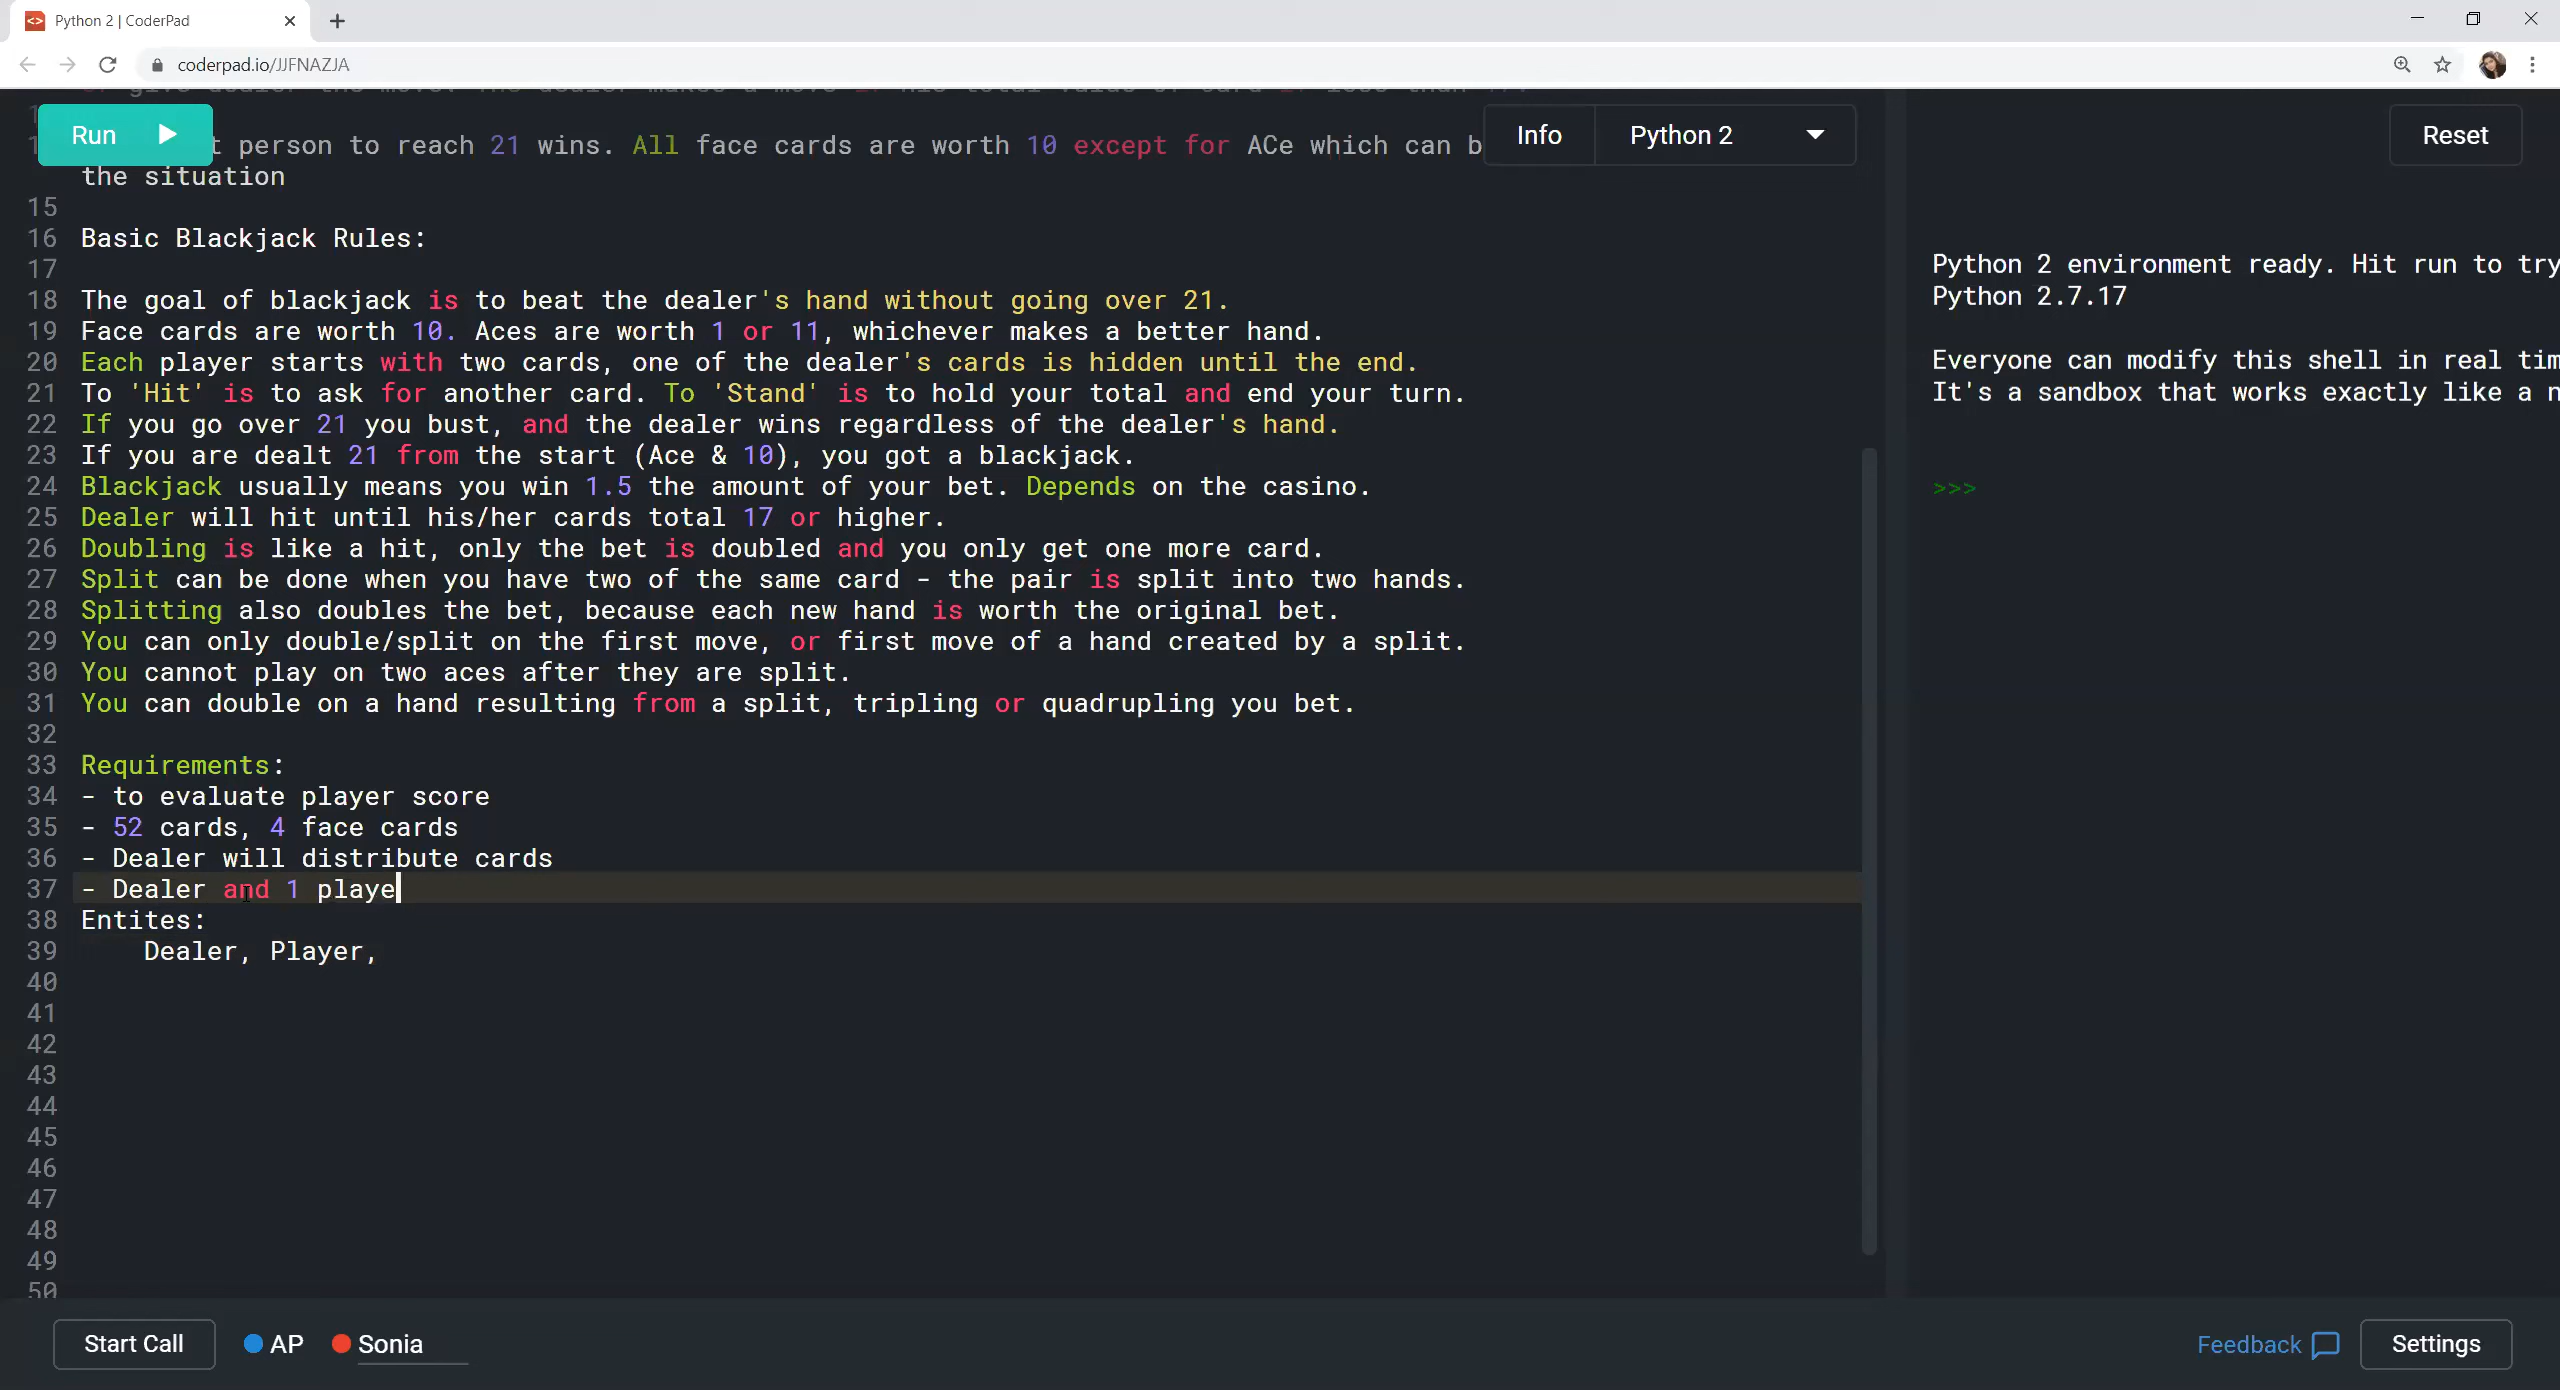 Python 2 | CoderPad
coderpad.io/JJFNAZJA
Run
Info
Python 2
Reset
person to reach 21 wins. All face cards are worth 10 except for ACe which can b
the situation
15
16 Basic Blackjack Rules:
17
18 The goal of blackjack is to beat the dealer's hand without going over 21.
19 Face cards are worth 10. Aces are worth 1 or 11, whichever makes a better hand.
20 Each player starts with two cards, one of the dealer's cards is hidden until the end.
21 To 'Hit' is to ask for another card. To 'Stand' is to hold your total and end your turn.
22 If you go over 21 you bust, and the dealer wins regardless of the dealer's hand.
23 If you are dealt 21 from the start (Ace & 10), you got a blackjack.
24 Blackjack usually means you win 1.5 the amount of your bet. Depends on the casino.
25 Dealer will hit until his/her cards total 17 or higher.
26 Doubling is like a hit, only the bet is doubled and you only get one more card.
27 Split can be done when you have two of the same card - the pair is split into two hands.
28 Splitting also doubles the bet, because each new hand is worth the original bet.
29 You can only double/split on the first move, or first move of a hand created by a split.
30 You cannot play on two aces after they are split.
31 You can double on a hand resulting from a split, tripling or quadrupling you bet.
32
33 Requirements:
34 - to evaluate player score
35 - 52 cards, 4 face cards
36 - Dealer will distribute cards
37 - Dealer and 1 playe
38 Entites:
39 Dealer, Player,
40
41
42
43
44
45
46
47
48
49
50
Python 2 environment ready. Hit run to try
Python 2.7.17
Everyone can modify this shell in real tim
It's a sandbox that works exactly like a n
>>>
Start Call
AP
Sonia
Feedback
Settings